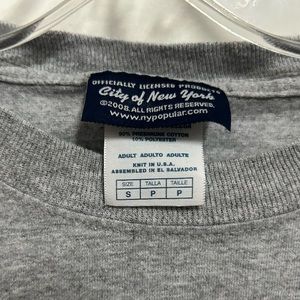 OFFICIALLY LICENSED PRODUCTS
City of New York
©2008. ALL RIGHTS RESERVED.
www.nypopular.com
90% PRESHRUNK COTTON
10% POLYESTER
ADULT ADULTO ADULTE
KNIT IN U.S.A.
ASSEMBLED IN EL SALVADOR
SIZE TALLA TAILLE
S P P